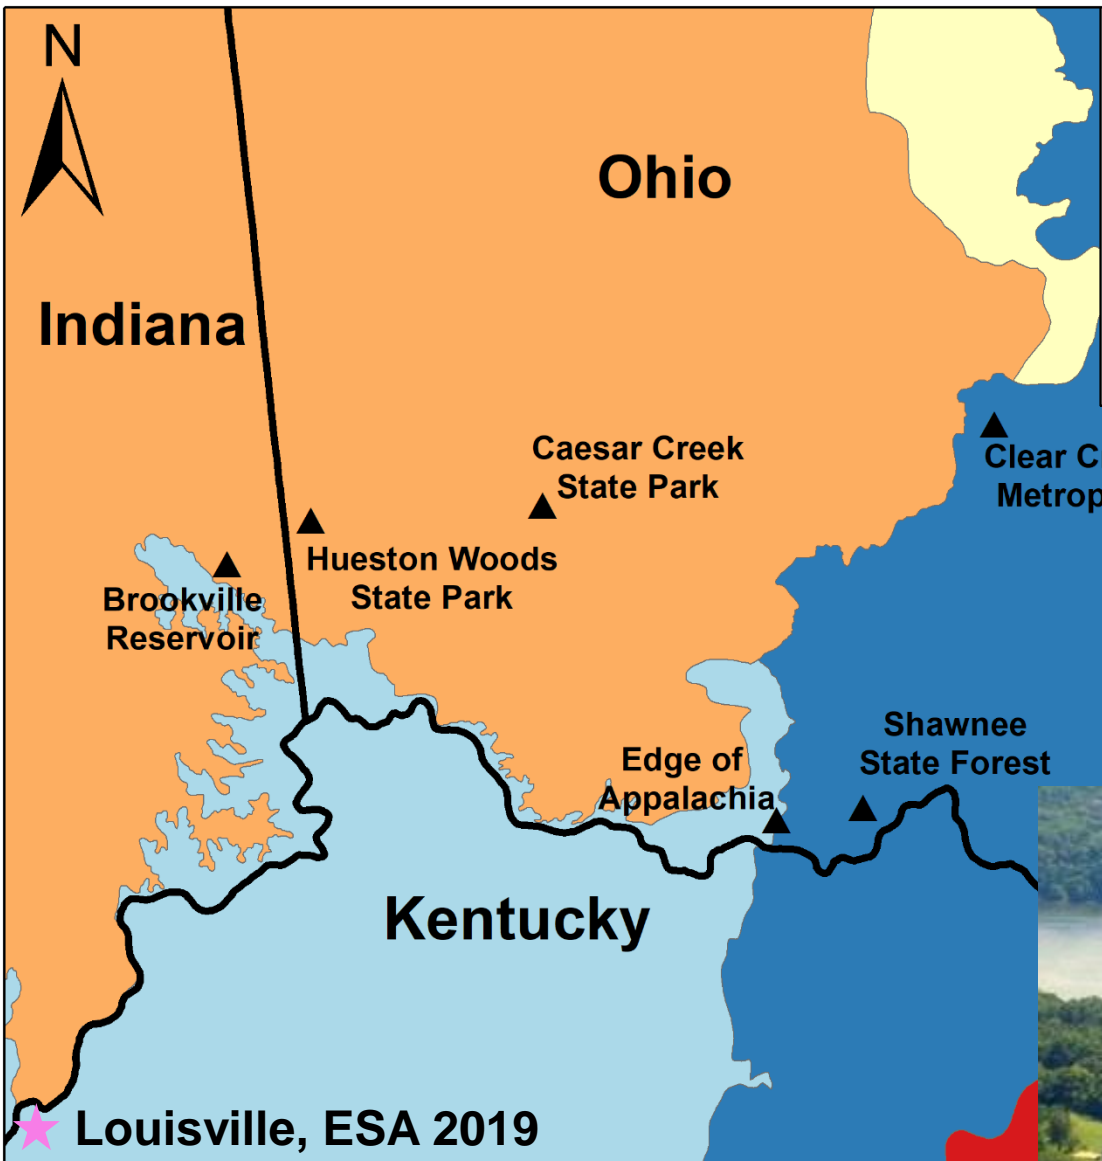 N
Ohio
Indiana
Caesar Creek
State Park
Clear C
Metrop
Hueston Woods
State Park
Brookville
Reservoir
Shawnee
State Forest
Edge of
Appalachia
Kentucky
Louisville, ESA 2019